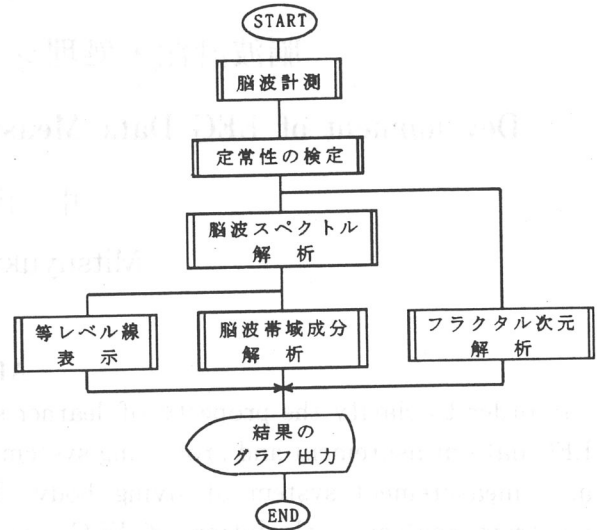 START
脳波計測
定常性の検定
脳波スペクトル
解 析
等レベル線
表 示
脳波帯域成分
解 析
フラクタル次元
解 析
結果の
グラフ出力
END